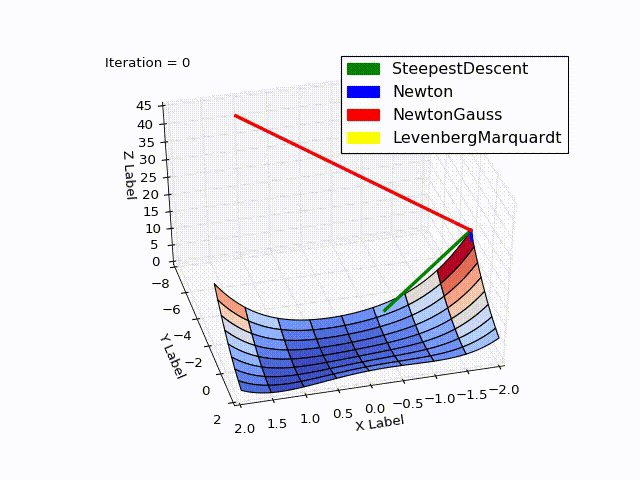 Iteration = 0
SteepestDescent
Newton
NewtonGauss
LevenbergMarquardt
45
40
35
30
25
20
15
10
5
0
Z Label
−8
−6
−4
−2
0
2
Y Label
2.0 1.5 1.0 0.5 0.0 −0.5 −1.0 −1.5 −2.0
X Label